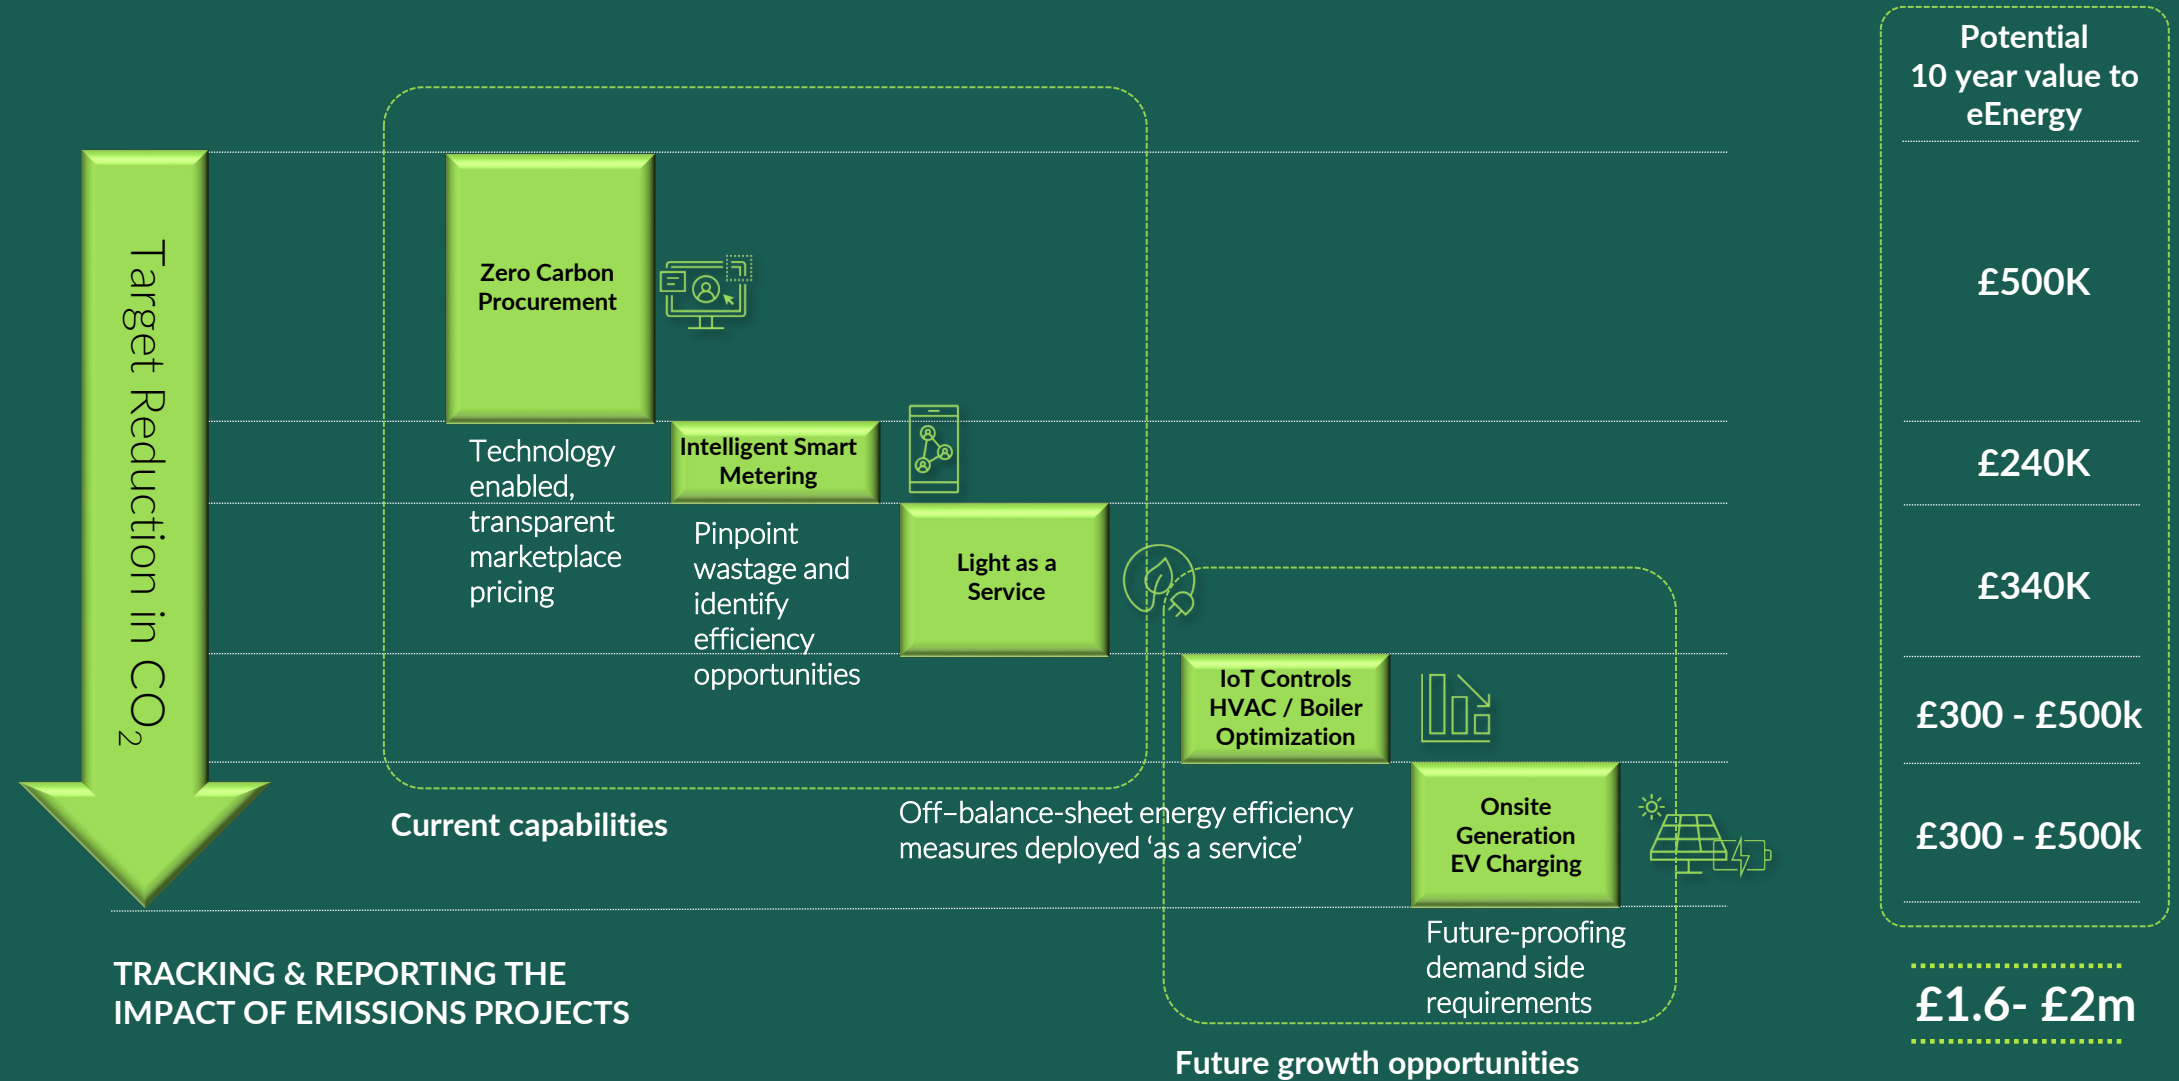 Potential
10 year value to
eEnergy
Target Reduction in CO2
Zero Carbon
Procurement
£500K
Technology
enabled,
transparent
marketplace
pricing
Intelligent Smart
Metering
£240K
Pinpoint
wastage and
identify
efficiency
opportunities
Light as a
Service
£340K
IoT Controls
HVAC / Boiler
Optimization
£300 - £500k
Current capabilities
Off–balance-sheet energy efficiency
measures deployed ‘as a service’
Onsite
Generation
EV Charging
£300 - £500k
Future-proofing
demand side
requirements
TRACKING & REPORTING THE
IMPACT OF EMISSIONS PROJECTS
£1.6- £2m
Future growth opportunities